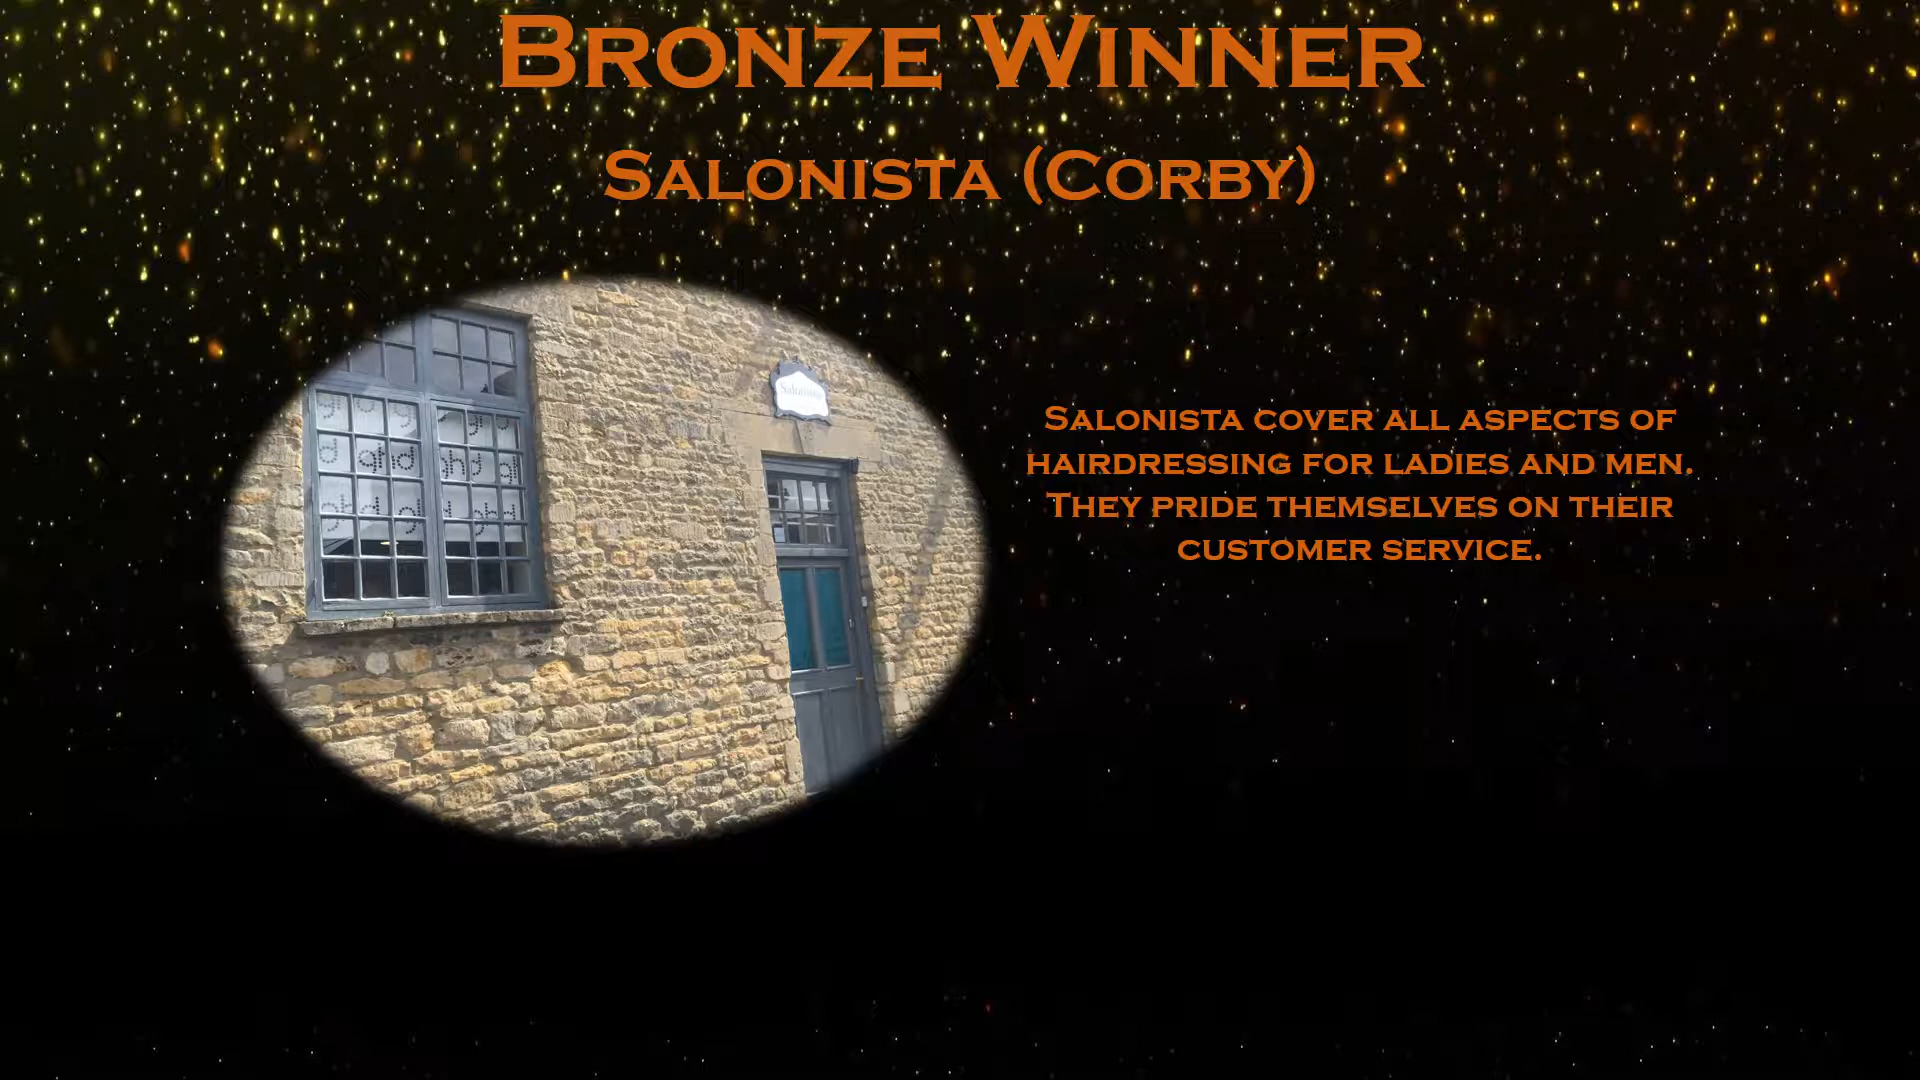 Bronze Winner
Salonista (Corby)
Salonista
Salonista cover all aspects of
hairdressing for ladies and men.
They pride themselves on their
customer service.